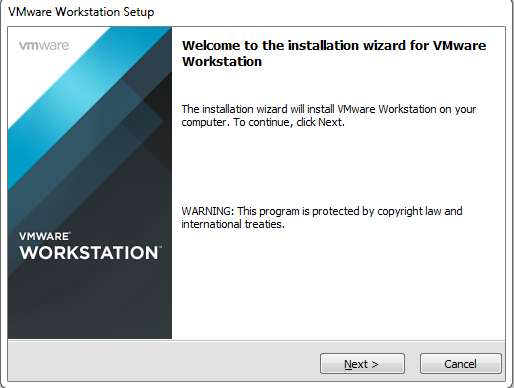 VMware Workstation Setup
vmware
Welcome to the installation wizard for VMware
Workstation
The installation wizard will install VMware Workstation on your
computer. To continue, click Next.
WARNING: This program is protected by copyright law and
international treaties.
VMWARE®
WORKSTATION™
Next >
Cancel